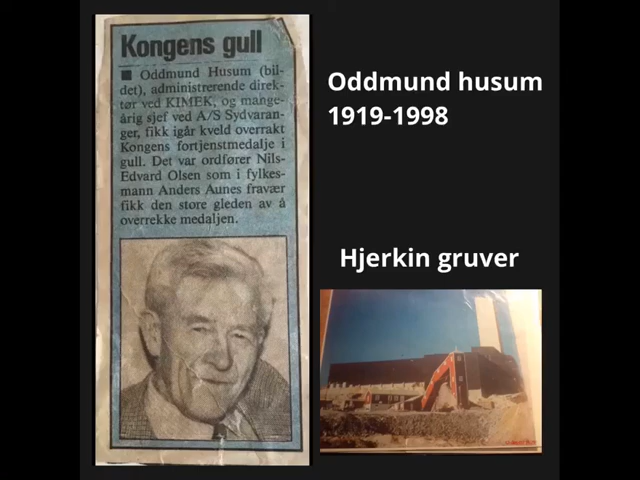 Kongens gull
■ Oddmund Husum (bil-
det), administrerende direk-
tør ved KIMEK, og mange-
årig sjef ved A/S Sydvaran-
ger, fikk igår kveld overrakt
Kongens fortjenstmedalje i
gull. Det var ordfører Nils-
Edvard Olsen som i fylkes-
mann Anders Aunes fravær
fikk den store gleden av å
overrekke medaljen.
Oddmund husum
1919-1998
Hjerkin gruver